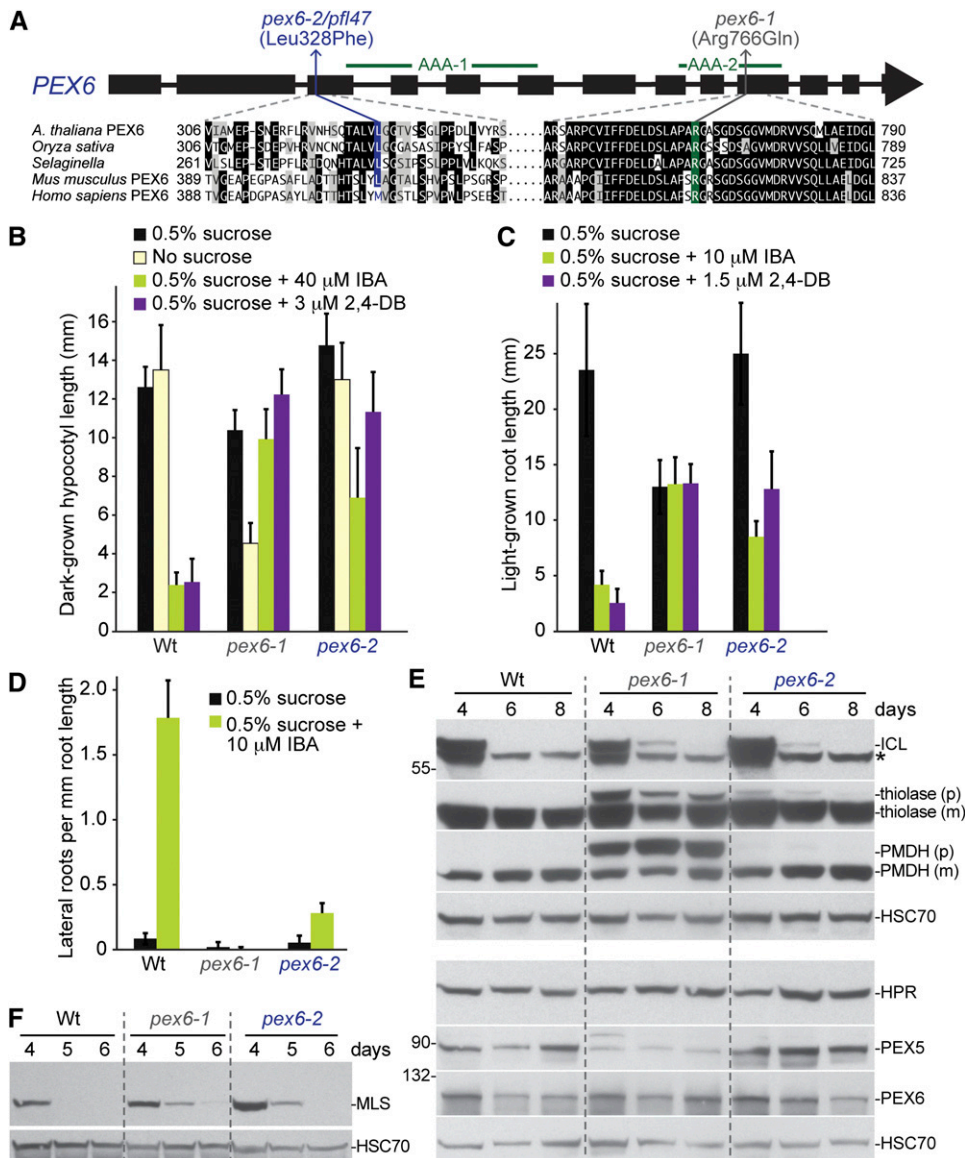 A
pex6-2/pfl47
(Leu328Phe)
pex6-1
(Arg766Gln)
AAA-1
AAA-2
PEX6
A. thaliana PEX6 306 790
Oryza sativa 306 789
Selaginella 261 725
Mus musculus PEX6 389 837
Homo sapiens PEX6 388 836
B
0.5% sucrose
No sucrose
0.5% sucrose + 40 μM IBA
0.5% sucrose + 3 μM 2,4-DB
Dark-grown hypocotyl length (mm)
16
14
12
10
8
6
4
2
0
Wt pex6-1 pex6-2
C
0.5% sucrose
0.5% sucrose + 10 μM IBA
0.5% sucrose + 1.5 μM 2,4-DB
Light-grown root length (mm)
25
20
15
10
5
0
Wt pex6-1 pex6-2
D
0.5% sucrose
0.5% sucrose +
10 μM IBA
Lateral roots per mm root length
2.0
1.5
1.0
0.5
0
Wt pex6-1 pex6-2
E
Wt pex6-1 pex6-2
4 6 8 4 6 8 4 6 8 days
-ICL
*
55-
-thiolase (p)
-thiolase (m)
-PMDH (p)
-PMDH (m)
-HSC70
-HPR
90-
-PEX5
132-
-PEX6
-HSC70
F
Wt pex6-1 pex6-2
4 5 6 4 5 6 4 5 6 days
-MLS
-HSC70